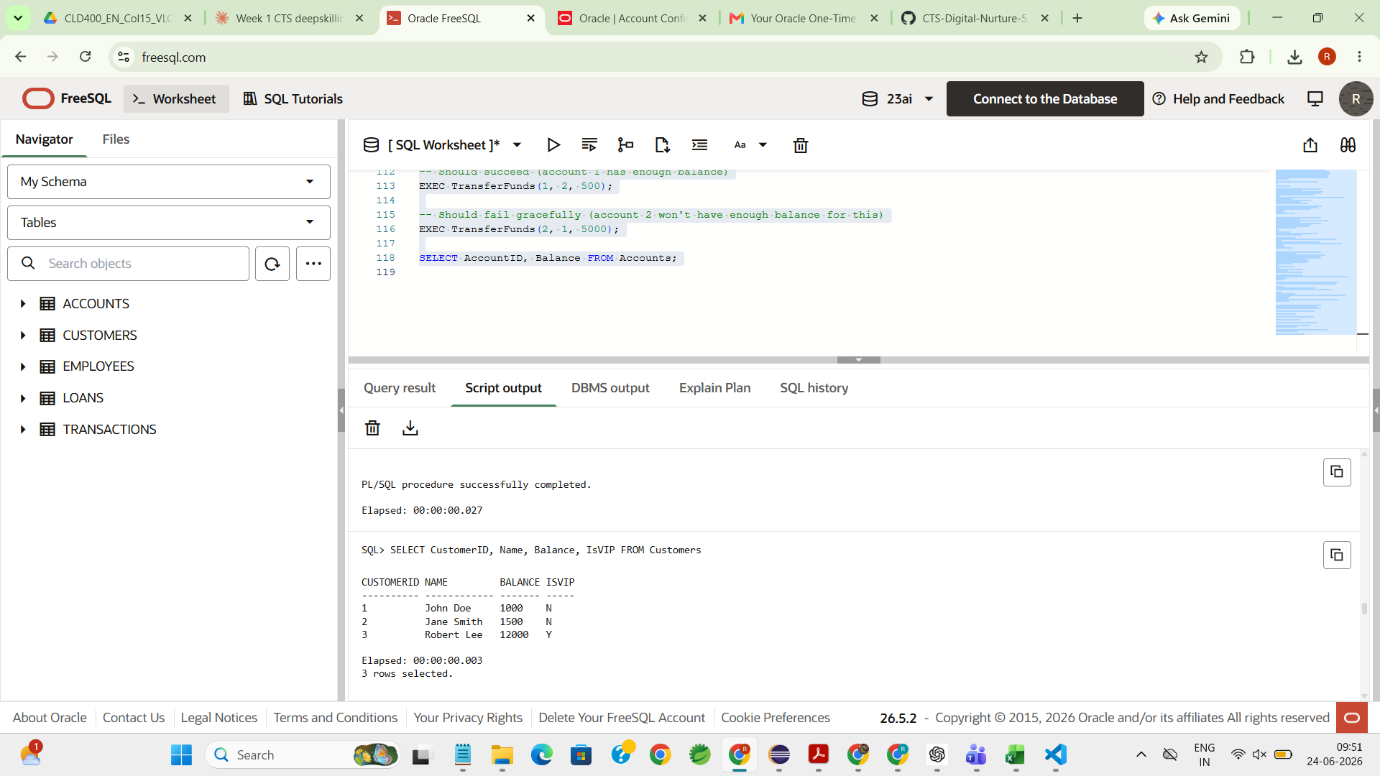 CLD400_EN_Col15_VLC
Week 1 CTS deepskillin
Oracle FreeSQL
Oracle | Account Confi
Your Oracle One-Time
CTS-Digital-Nurture-5.
Ask Gemini
freesql.com
R
FreeSQL
>_ Worksheet
SQL Tutorials
23ai
Connect to the Database
Help and Feedback
R
Navigator
Files
My Schema
Tables
Search objects
ACCOUNTS
CUSTOMERS
EMPLOYEES
LOANS
TRANSACTIONS
[ SQL Worksheet ]*
Aa
112 -- Should succeed (account 1 has enough balance)
113 EXEC TransferFunds(1, 2, 500);
114
115 -- Should fail gracefully (account 2 won't have enough balance for this)
116 EXEC TransferFunds(2, 1, 5000);
117
118 SELECT AccountID, Balance FROM Accounts;
119
Query result
Script output
DBMS output
Explain Plan
SQL history
PL/SQL procedure successfully completed.
Elapsed: 00:00:00.027
SQL> SELECT CustomerID, Name, Balance, IsVIP FROM Customers
CUSTOMERID NAME BALANCE ISVIP
---------- ------------ ------- -----
1 John Doe 1000 N
2 Jane Smith 1500 N
3 Robert Lee 12000 Y
Elapsed: 00:00:00.003
3 rows selected.
About Oracle
Contact Us
Legal Notices
Terms and Conditions
Your Privacy Rights
Delete Your FreeSQL Account
Cookie Preferences
26.5.2 - Copyright © 2015, 2026 Oracle and/or its affiliates All rights reserved
1
Search
ENG
IN
09:51
24-06-2026